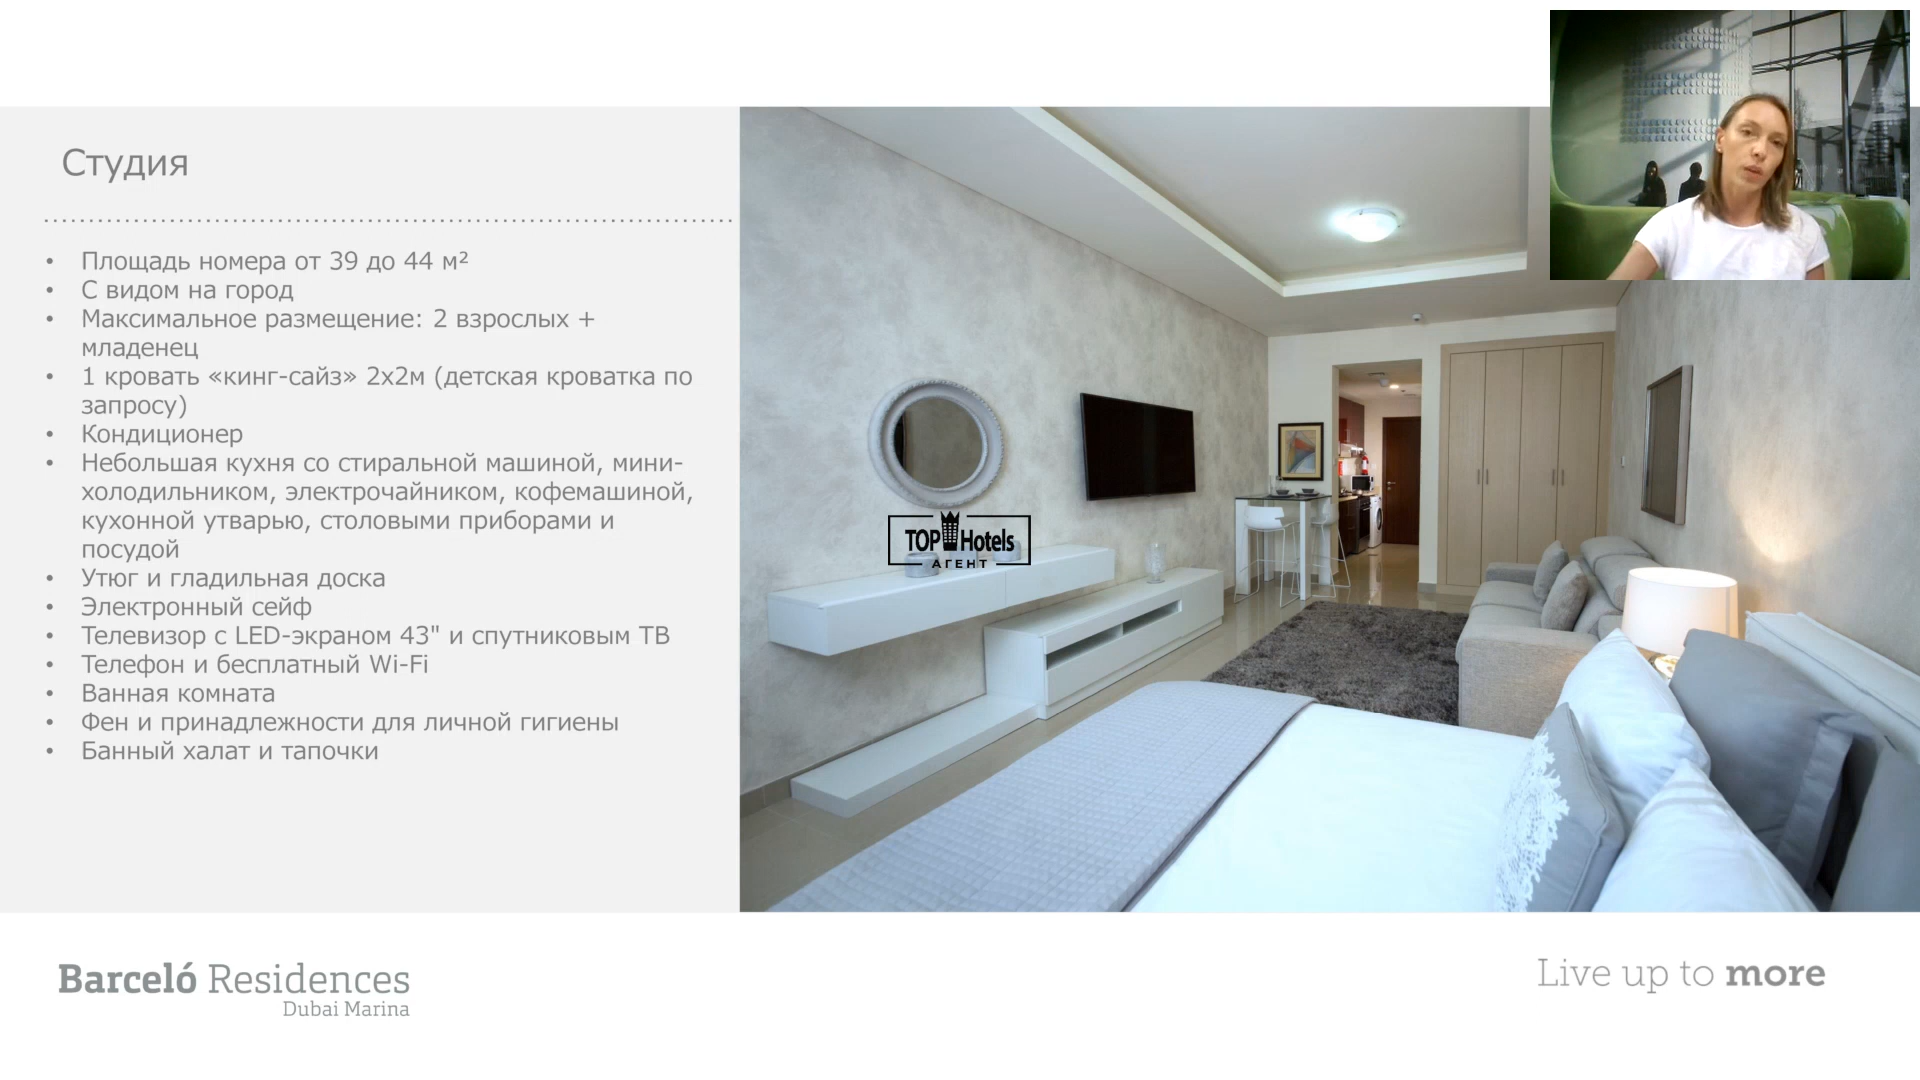 Студия
• Площадь номера от 39 до 44 м²
• С видом на город
• Максимальное размещение: 2 взрослых +
младенец
• 1 кровать «кинг-сайз» 2х2м (детская кроватка по
запросу)
• Кондиционер
• Небольшая кухня со стиральной машиной, мини-
холодильником, электрочайником, кофемашиной,
кухонной утварью, столовыми приборами и
посудой
• Утюг и гладильная доска
• Электронный сейф
• Телевизор с LED-экраном 43" и спутниковым ТВ
• Телефон и бесплатный Wi-Fi
• Ванная комната
• Фен и принадлежности для личной гигиены
• Банный халат и тапочки
TOP Hotels
АГЕНТ
Barceló Residences
Dubai Marina
Live up to more